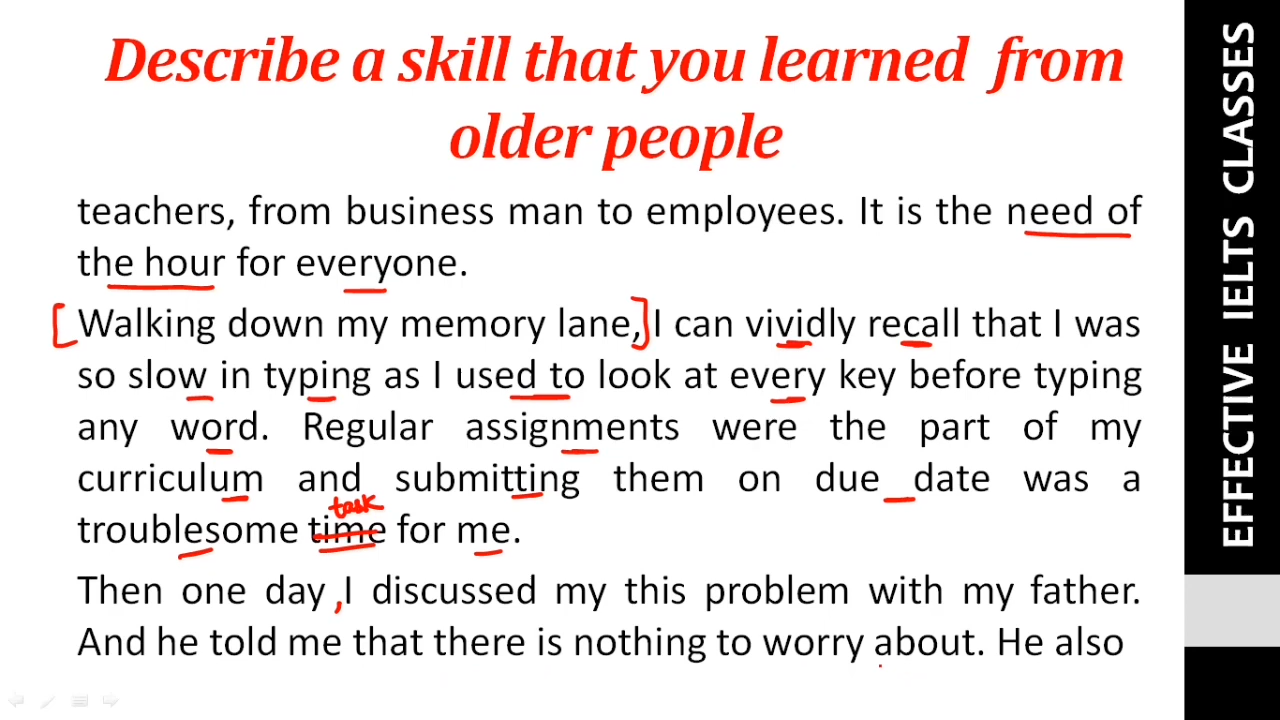 Describe a skill that you learned from
older people
teachers, from business man to employees. It is the need of
the hour for everyone.
[Walking down my memory lane,] I can vividly recall that I was
so slow in typing as I used to look at every key before typing
any word. Regular assignments were the part of my
curriculum and submitting them on due date was a
task
troublesome time for me.
Then one day ,I discussed my this problem with my father.
And he told me that there is nothing to worry about. He also
EFFECTIVE IELTS CLASSES